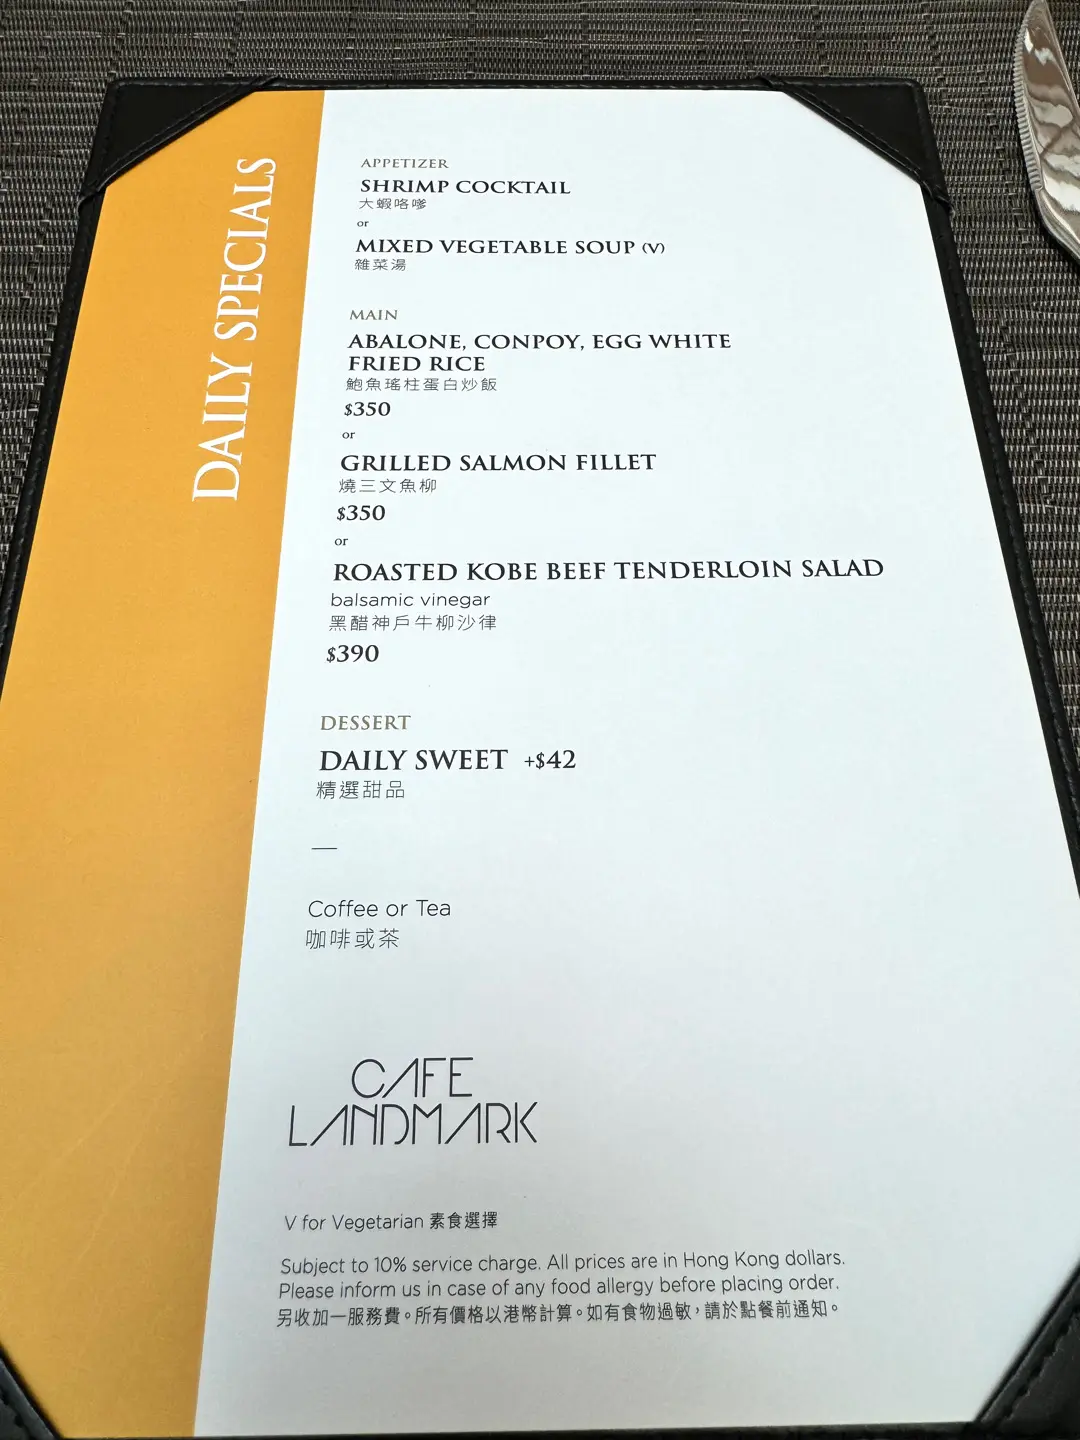 DAILY SPECIALS
APPETIZER
SHRIMP COCKTAIL
大蝦咯嗲
or
MIXED VEGETABLE SOUP (V)
雜菜湯
MAIN
ABALONE, CONPOY, EGG WHITE
FRIED RICE
鮑魚瑤柱蛋白炒飯
$350
or
GRILLED SALMON FILLET
燒三文魚柳
$350
or
ROASTED KOBE BEEF TENDERLOIN SALAD
balsamic vinegar
黑醋神戶牛柳沙律
$390
DESSERT
DAILY SWEET +$42
精選甜品
—
Coffee or Tea
咖啡或茶
CAFE
LANDMARK
V for Vegetarian 素食選擇
Subject to 10% service charge. All prices are in Hong Kong dollars.
Please inform us in case of any food allergy before placing order.
另收加一服務費。所有價格以港幣計算。如有食物過敏，請於點餐前通知。